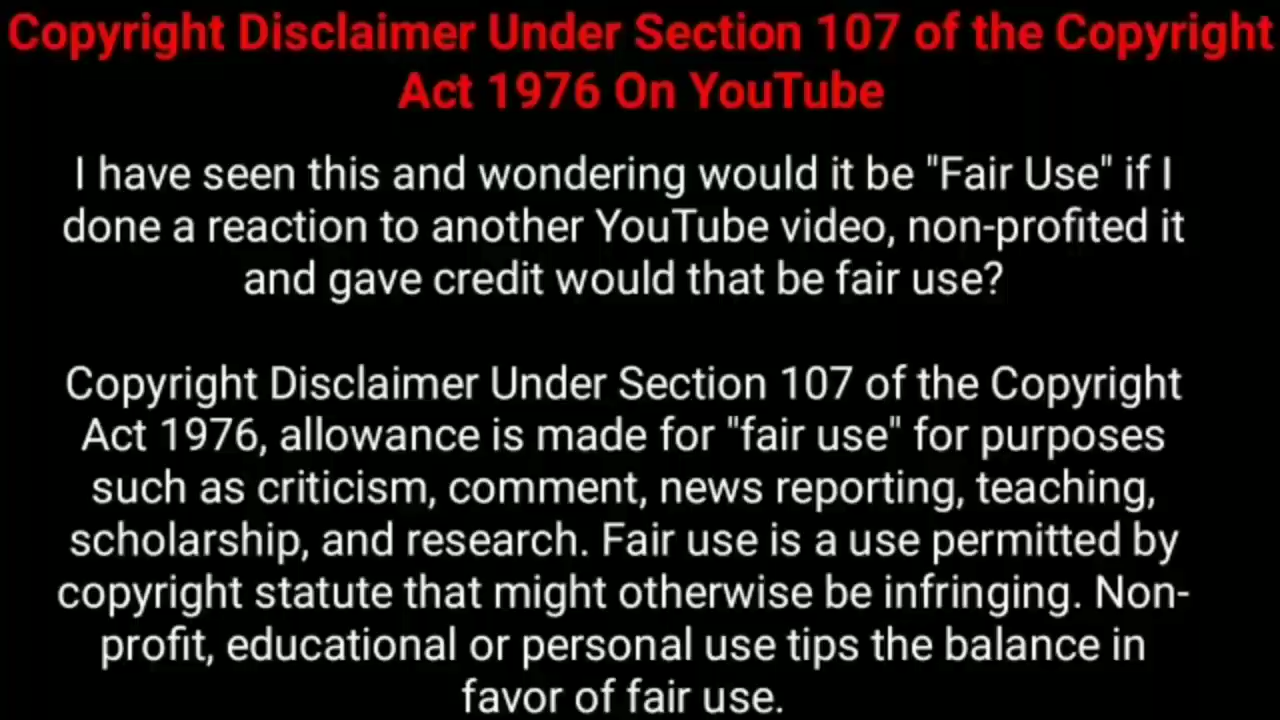 Copyright Disclaimer Under Section 107 of the Copyright
Act 1976 On YouTube
I have seen this and wondering would it be "Fair Use" if I
done a reaction to another YouTube video, non-profited it
and gave credit would that be fair use?
Copyright Disclaimer Under Section 107 of the Copyright
Act 1976, allowance is made for "fair use" for purposes
such as criticism, comment, news reporting, teaching,
scholarship, and research. Fair use is a use permitted by
copyright statute that might otherwise be infringing. Non-
profit, educational or personal use tips the balance in
favor of fair use.